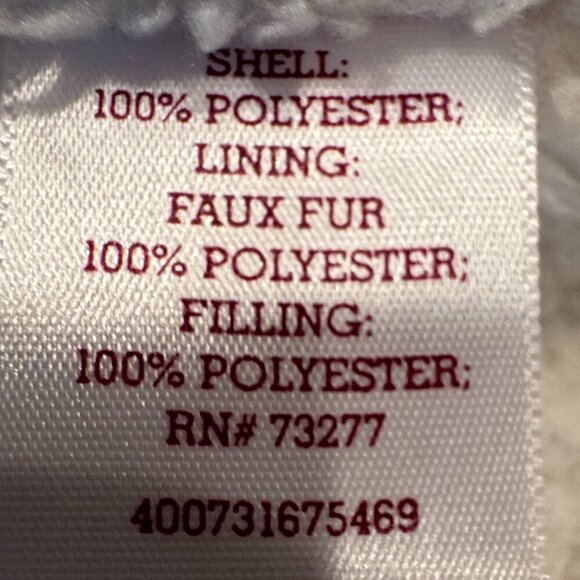 SHELL:
100% POLYESTER;
LINING:
FAUX FUR
100% POLYESTER;
FILLING:
100% POLYESTER;
RN# 73277
400731675469